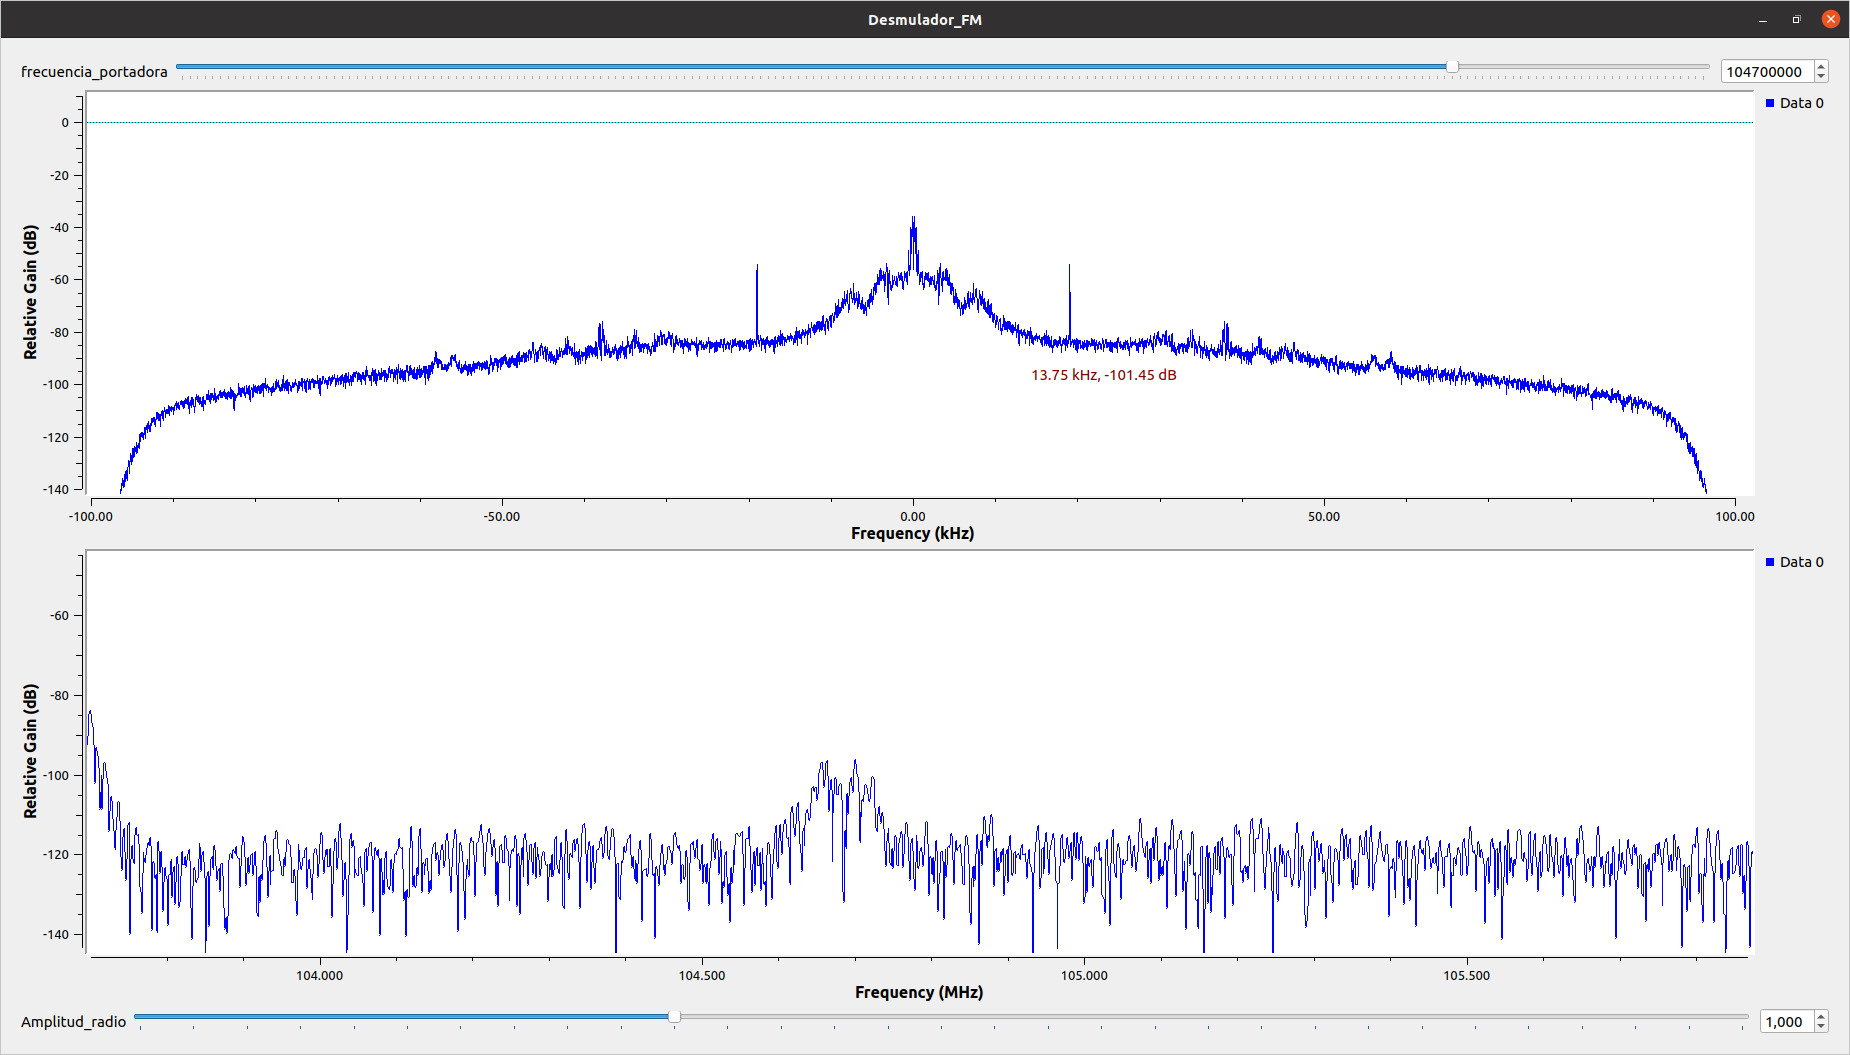 Desmulador_FM
frecuencia_portadora
104700000
Data 0
0
-20
-40
-60
-80
-100
-120
-140
Relative Gain (dB)
13.75 kHz, -101.45 dB
-100.00 -50.00 0.00 50.00 100.00
Frequency (kHz)
Data 0
-60
-80
-100
-120
-140
Relative Gain (dB)
104.000 104.500 105.000 105.500
Frequency (MHz)
Amplitud_radio
1,000